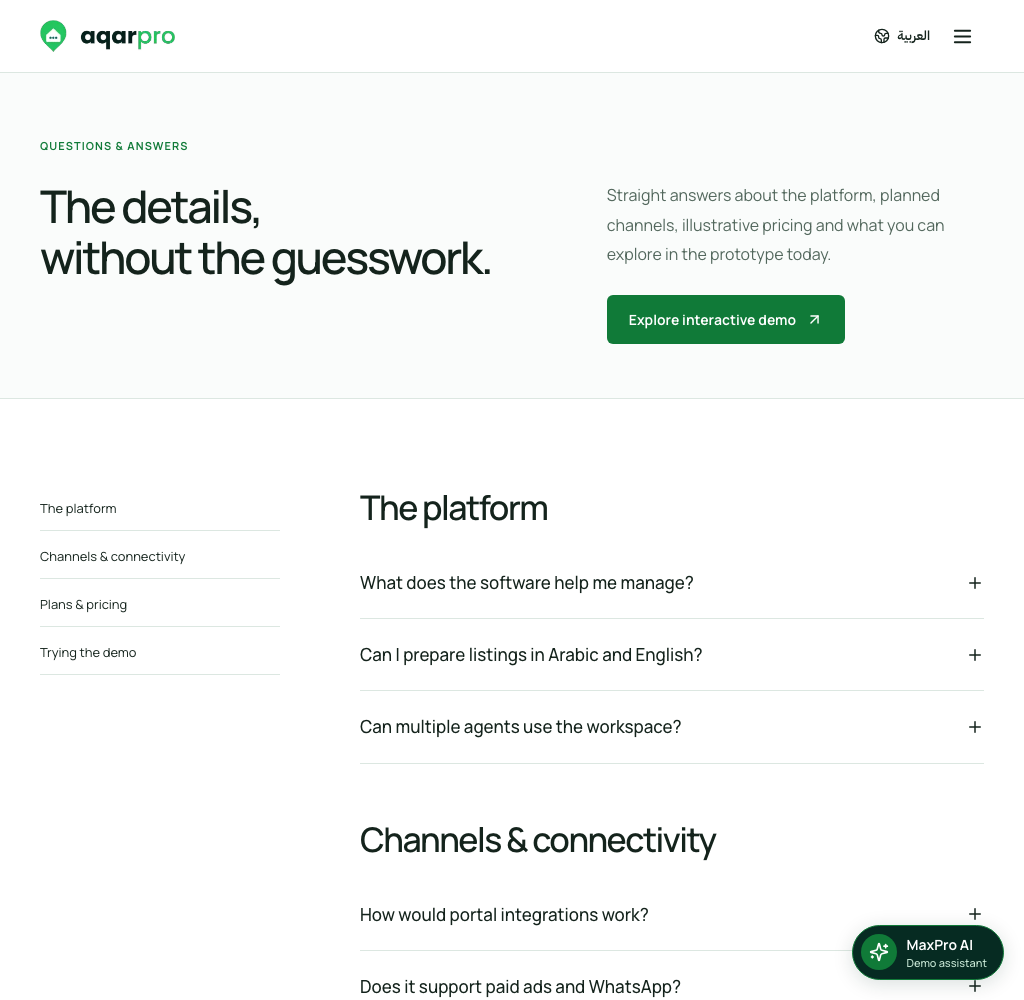 aqarpro
العربية
QUESTIONS & ANSWERS
The details,
without the guesswork.
Straight answers about the platform, planned
channels, illustrative pricing and what you can
explore in the prototype today.
Explore interactive demo
The platform
Channels & connectivity
Plans & pricing
Trying the demo
The platform
What does the software help me manage?
Can I prepare listings in Arabic and English?
Can multiple agents use the workspace?
Channels & connectivity
How would portal integrations work?
Does it support paid ads and WhatsApp?
MaxPro AI
Demo assistant